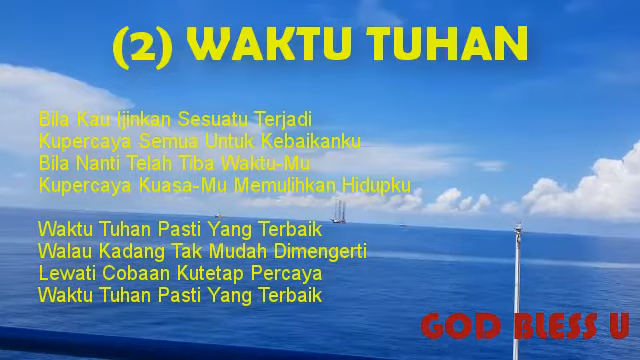 (2) WAKTU TUHAN
Bila Kau Ijinkan Sesuatu Terjadi
Kupercaya Semua Untuk Kebaikanku
Bila Nanti Telah Tiba Waktu-Mu
Kupercaya Kuasa-Mu Memulihkan Hidupku
Waktu Tuhan Pasti Yang Terbaik
Walau Kadang Tak Mudah Dimengerti
Lewati Cobaan Kutetap Percaya
Waktu Tuhan Pasti Yang Terbaik
GOD BLESS U